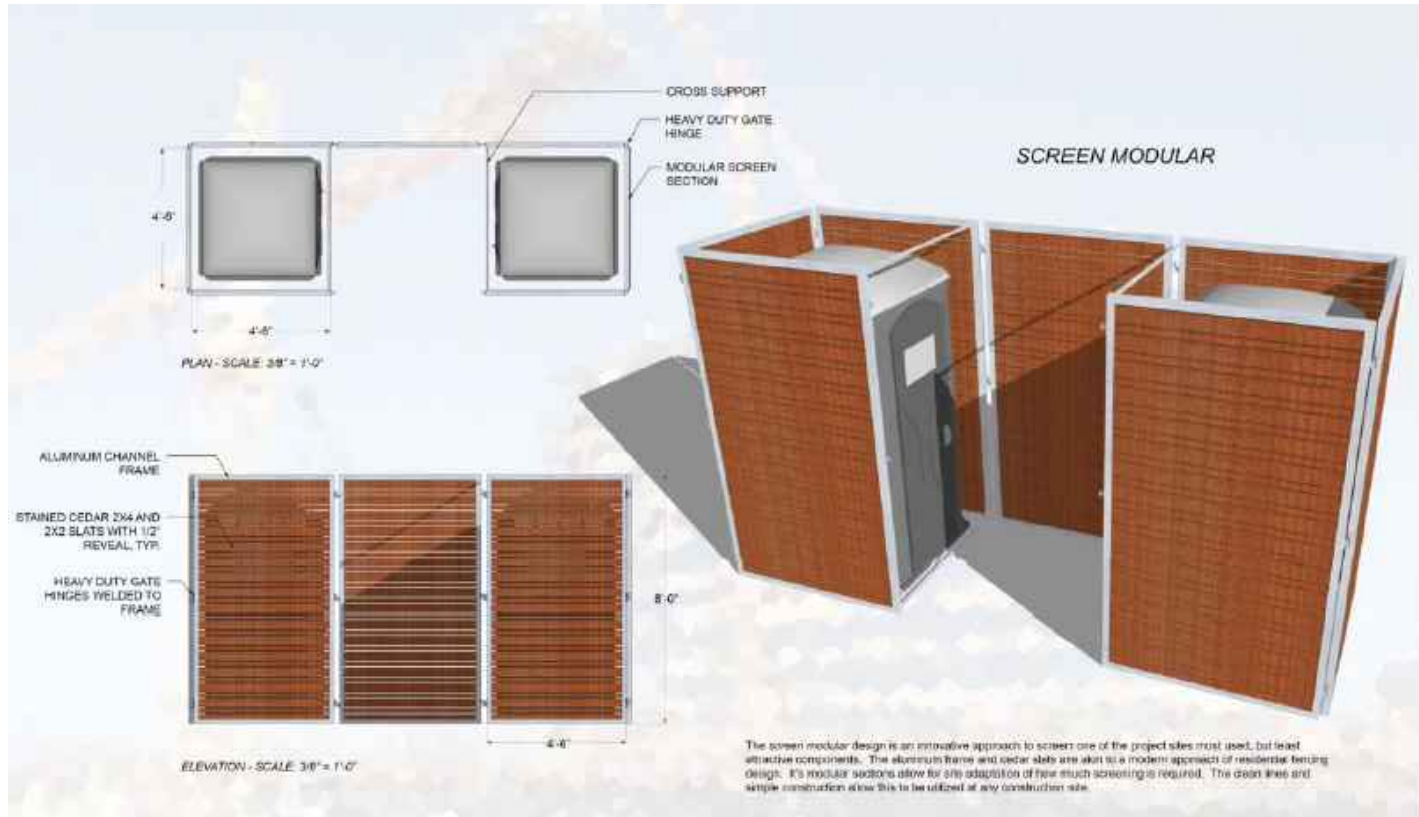 SCREEN MODULAR
CROSS SUPPORT
HEAVY DUTY GATE
HINGE
MODULAR SCREEN
SECTION
4'-6"
4'-6"
PLAN - SCALE: 3/8" = 1'-0"
ALUMINUM CHANNEL
FRAME
STAINED CEDAR 2X4 AND
2X2 SLATS WITH 1/2"
REVEAL, TYP.
HEAVY DUTY GATE
HINGES WELDED TO
FRAME
8'-0"
4'-6"
ELEVATION - SCALE: 3/8" = 1'-0"
The screen modular design is an innovative approach to screen one of the project sites most used, but least
attractive components. The aluminum frame and cedar slats are akin to a modern approach of residential fencing
design. It's modular sections allow for site adaptation of how much screening is required. The clean lines and
simple construction allow this to be utilized at any construction site.